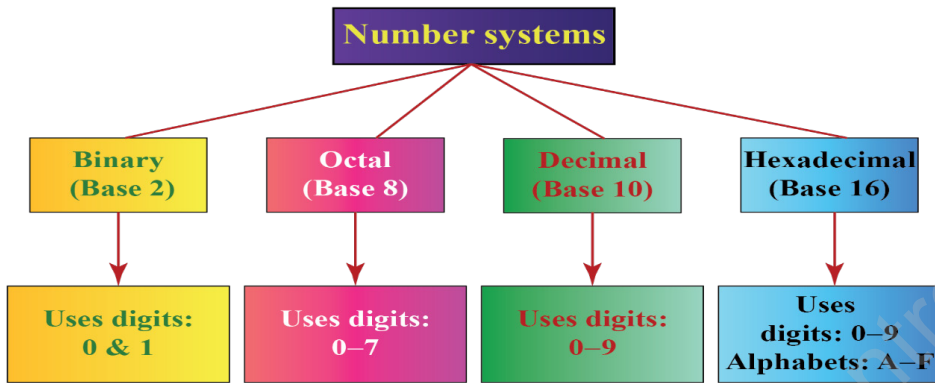 Number systems
Binary
(Base 2)
Octal
(Base 8)
Decimal
(Base 10)
Hexadecimal
(Base 16)
Uses digits:
0 & 1
Uses digits:
0–7
Uses digits:
0–9
Uses
digits: 0–9
Alphabets: A–F